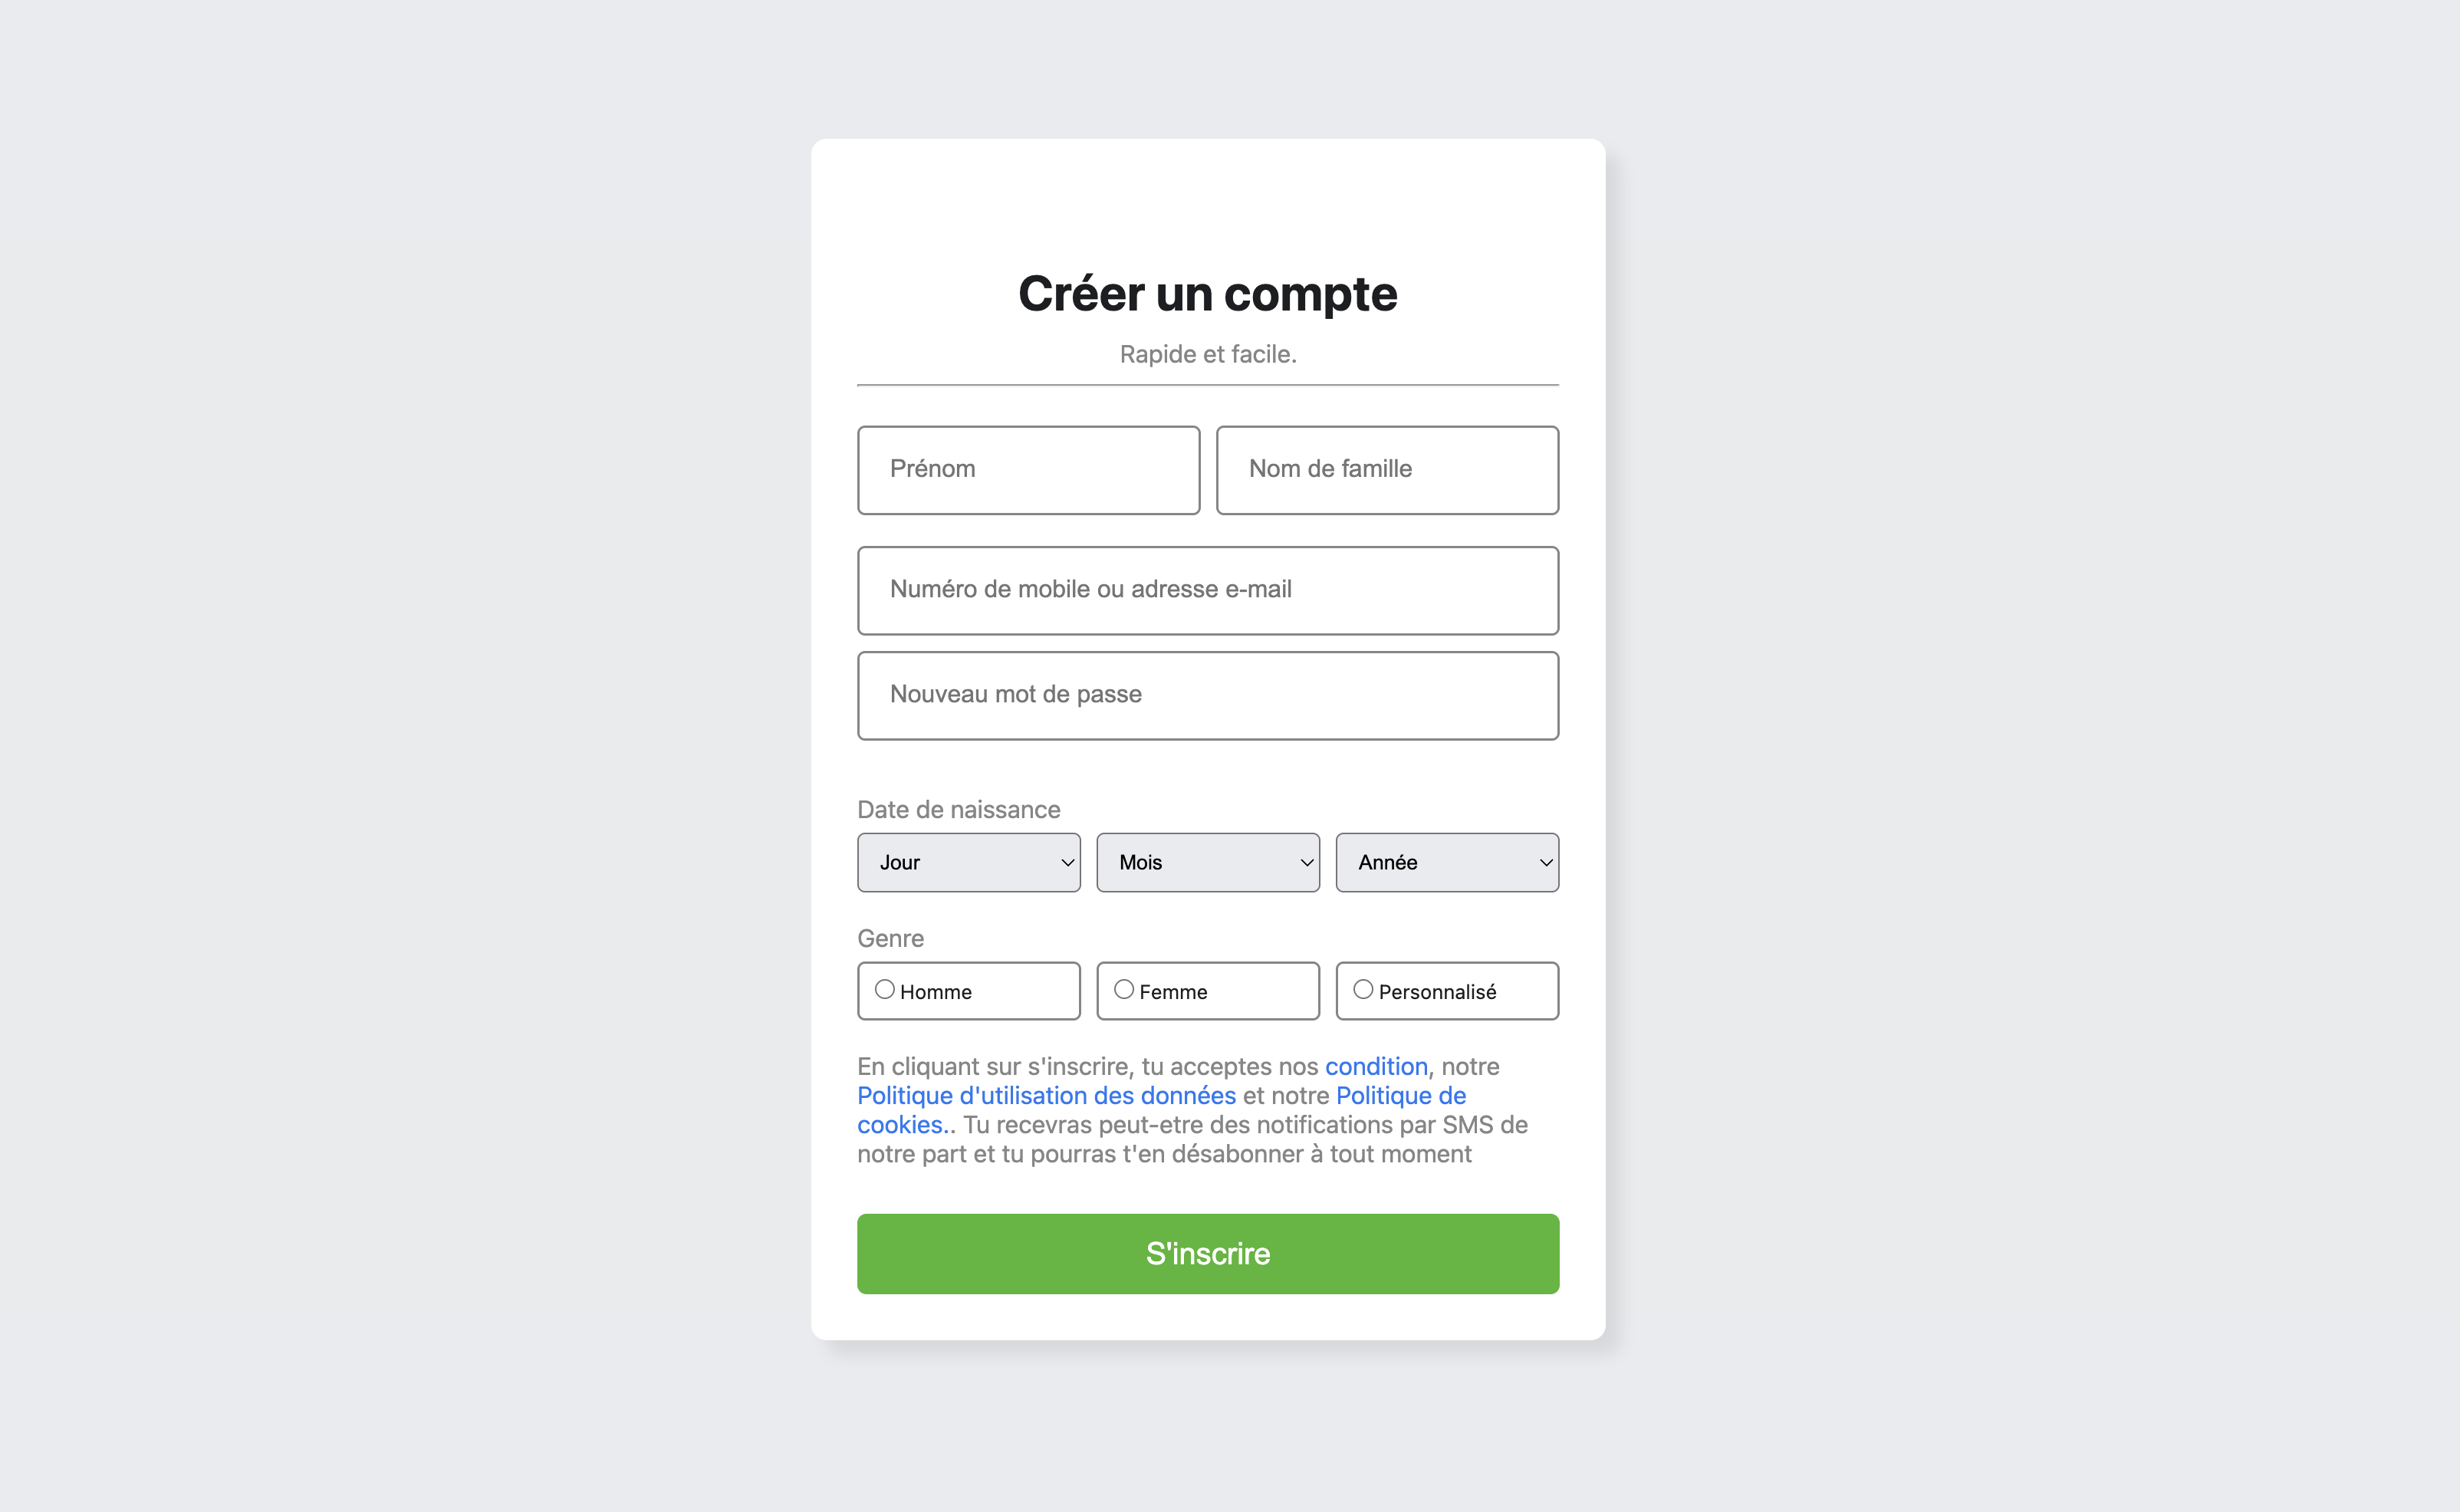 Créer un compte
Rapide et facile.
Prénom
Nom de famille
Numéro de mobile ou adresse e-mail
Nouveau mot de passe
Date de naissance
Jour
Mois
Année
Genre
Homme
Femme
Personnalisé
En cliquant sur s'inscrire, tu acceptes nos condition, notre
Politique d'utilisation des données et notre Politique de
cookies.. Tu recevras peut-etre des notifications par SMS de
notre part et tu pourras t'en désabonner à tout moment
S'inscrire